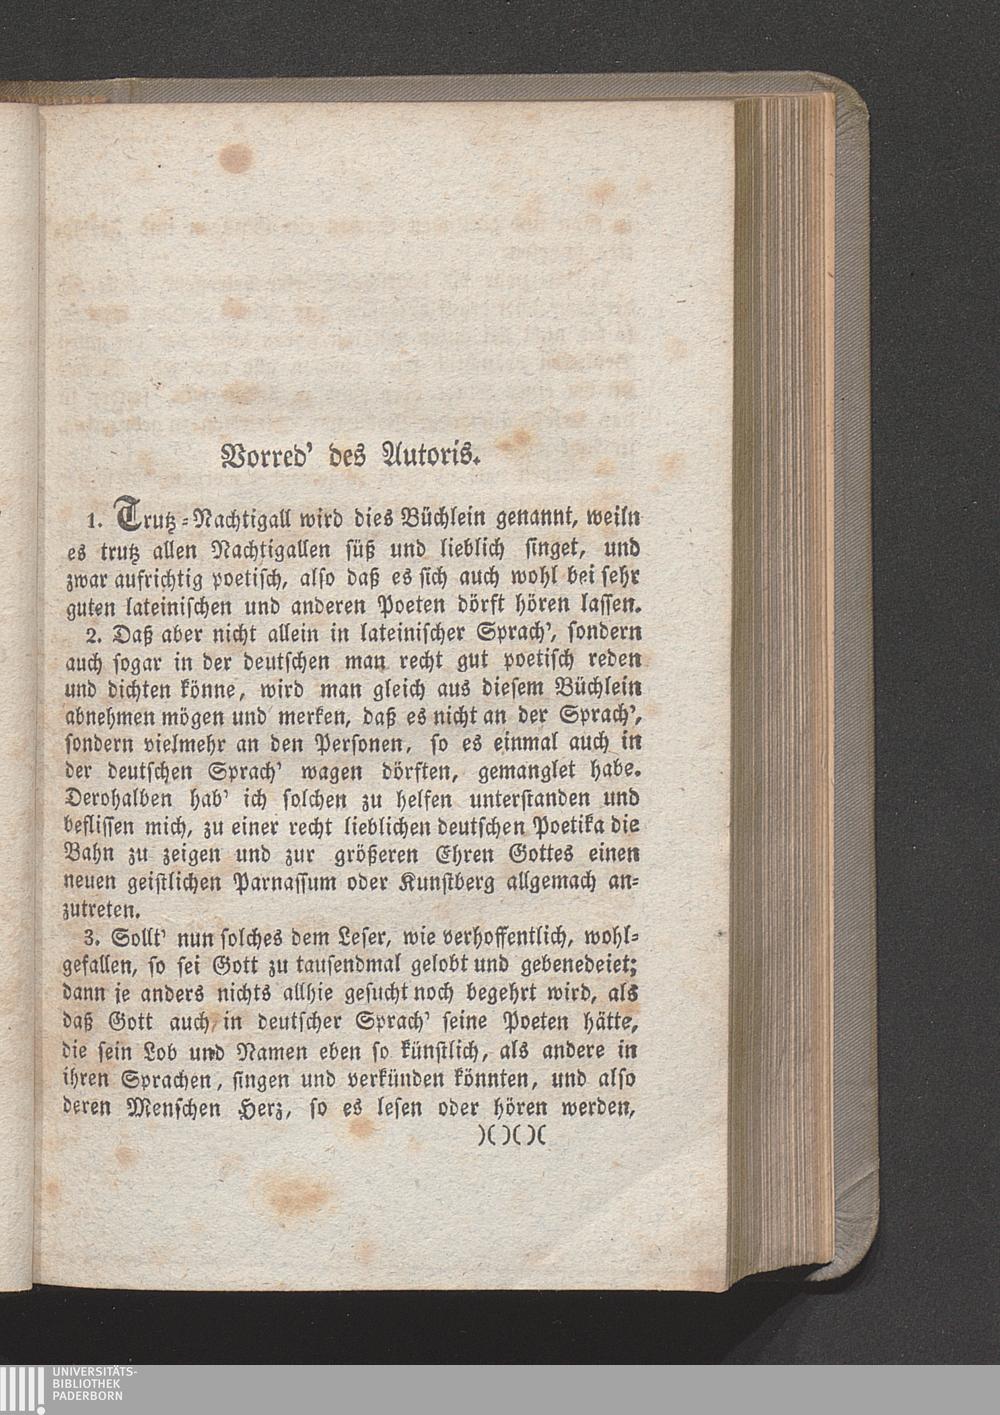 Vorred’ des Autoris.
1. Trutz-Nachtigall wird dies Büchlein genannt, weiln
es trutz allen Nachtigallen süß und lieblich singet, und
zwar aufrichtig poetisch, also daß es sich auch wohl bei sehr
guten lateinischen und anderen Poeten dörft hören lassen.
2. Daß aber nicht allein in lateinischer Sprach’, sondern
auch sogar in der deutschen man recht gut poetisch reden
und dichten könne, wird man gleich aus diesem Büchlein
abnehmen mögen und merken, daß es nicht an der Sprach’,
sondern vielmehr an den Personen, so es einmal auch in
der deutschen Sprach’ wagen dörften, gemanglet habe.
Derohalben hab’ ich solchen zu helfen unterstanden und
beflissen mich, zu einer recht lieblichen deutschen Poetika die
Bahn zu zeigen und zur größeren Ehren Gottes einen
neuen geistlichen Parnassum oder Kunstberg allgemach an-
zutreten.
3. Sollt’ nun solches dem Leser, wie verhoffentlich, wohl-
gefallen, so sei Gott zu tausendmal gelobt und gebenedeiet;
dann je anders nichts allhie gesucht noch begehrt wird, als
daß Gott auch in deutscher Sprach’ seine Poeten hätte,
die sein Lob und Namen eben so künstlich, als andere in
ihren Sprachen, singen und verkünden könnten, und also
deren Menschen Herz, so es lesen oder hören werden,
)( )( )(
UNIVERSITÄTS-
BIBLIOTHEK
PADERBORN